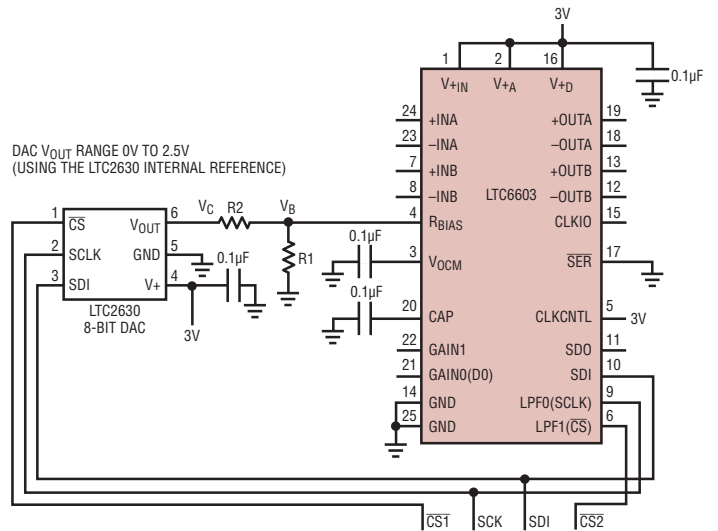 3V
1
2
16
V+IN
V+A
V+D
0.1µF
24
+INA
+OUTA
19
23
–INA
–OUTA
18
7
+INB
+OUTB
13
8
–INB
LTC6603
–OUTB
12
4
RBIAS
CLKIO
15
3
VOCM
SER
17
20
CAP
CLKCNTL
5
3V
22
GAIN1
SDO
11
21
GAIN0(D0)
SDI
10
14
GND
LPF0(SCLK)
9
25
GND
LPF1(CS)
6
DAC VOUT RANGE 0V TO 2.5V
(USING THE LTC2630 INTERNAL REFERENCE)
1
CS
VOUT
6
VC
R2
VB
2
SCLK
GND
5
R1
0.1µF
3
SDI
V+
4
0.1µF
0.1µF
LTC2630
8-BIT DAC
3V
CS1
SCK
SDI
CS2